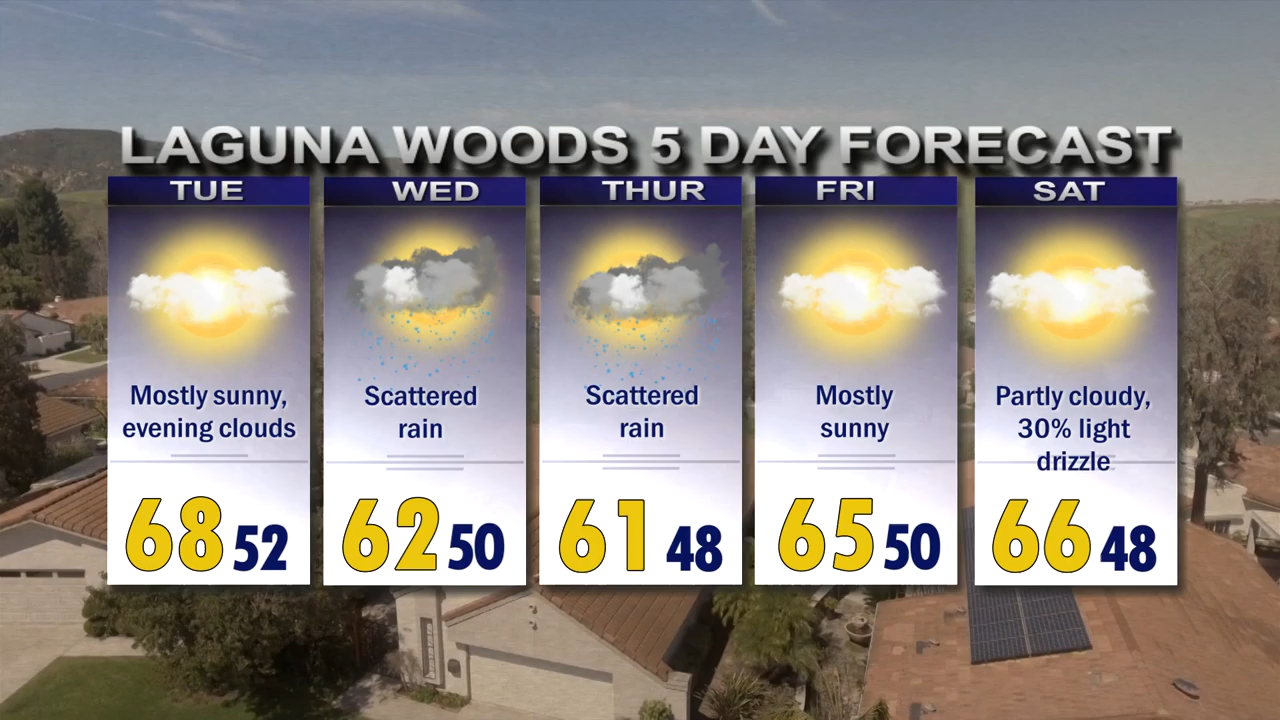 LAGUNA WOODS 5 DAY FORECAST
TUE
Mostly sunny,
evening clouds
68 52
WED
Scattered
rain
62 50
THUR
Scattered
rain
61 48
FRI
Mostly
sunny
65 50
SAT
Partly cloudy,
30% light
drizzle
66 48